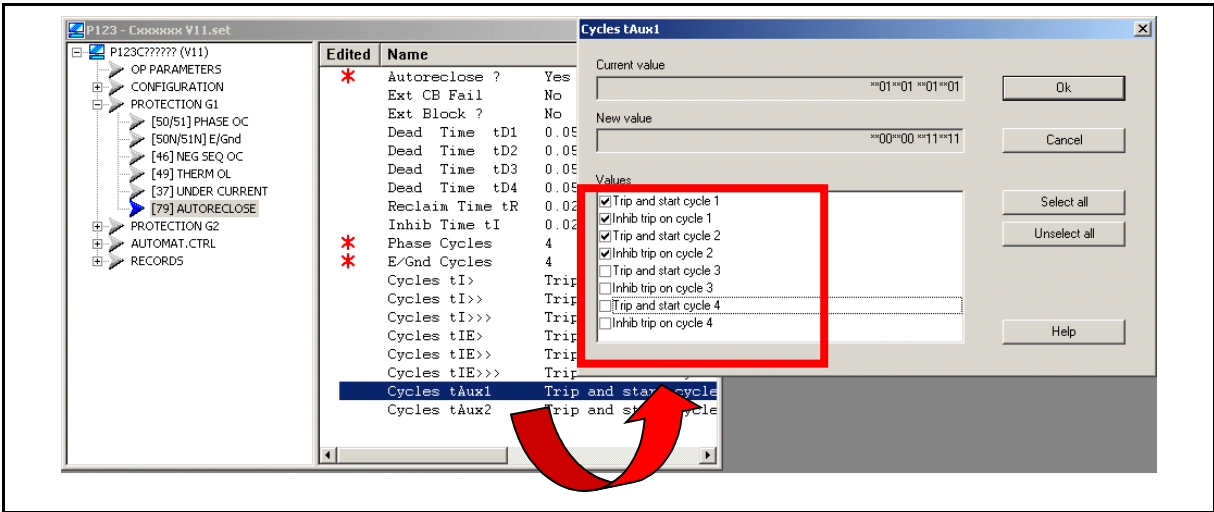 P123 - Cxxxxxx V11.set
P123C?????? (V11)
OP PARAMETERS
CONFIGURATION
PROTECTION G1
[50/51] PHASE OC
[50N/51N] E/Gnd
[46] NEG SEQ OC
[49] THERM OL
[37] UNDER CURRENT
[79] AUTORECLOSE
PROTECTION G2
AUTOMAT.CTRL
RECORDS
Edited Name
Autoreclose ? Yes
Ext CB Fail No
Ext Block ? No
Dead Time tD1 0.05
Dead Time tD2 0.05
Dead Time tD3 0.05
Dead Time tD4 0.05
Reclaim Time tR 0.02
Inhib Time tI 0.02
Phase Cycles 4
E/Gnd Cycles 4
Cycles tI> Trip
Cycles tI>> Trip
Cycles tI>>> Trip
Cycles tIE> Trip
Cycles tIE>> Trip
Cycles tIE>>> Trip
Cycles tAux1 Trip and start cycle
Cycles tAux2 Trip and start cycle
Cycles tAux1
Current value
**01**01 **01**01
Ok
New value
**00**00 **11**11
Cancel
Values
Trip and start cycle 1
Inhib trip on cycle 1
Trip and start cycle 2
Inhib trip on cycle 2
Trip and start cycle 3
Inhib trip on cycle 3
Trip and start cycle 4
Inhib trip on cycle 4
Select all
Unselect all
Help